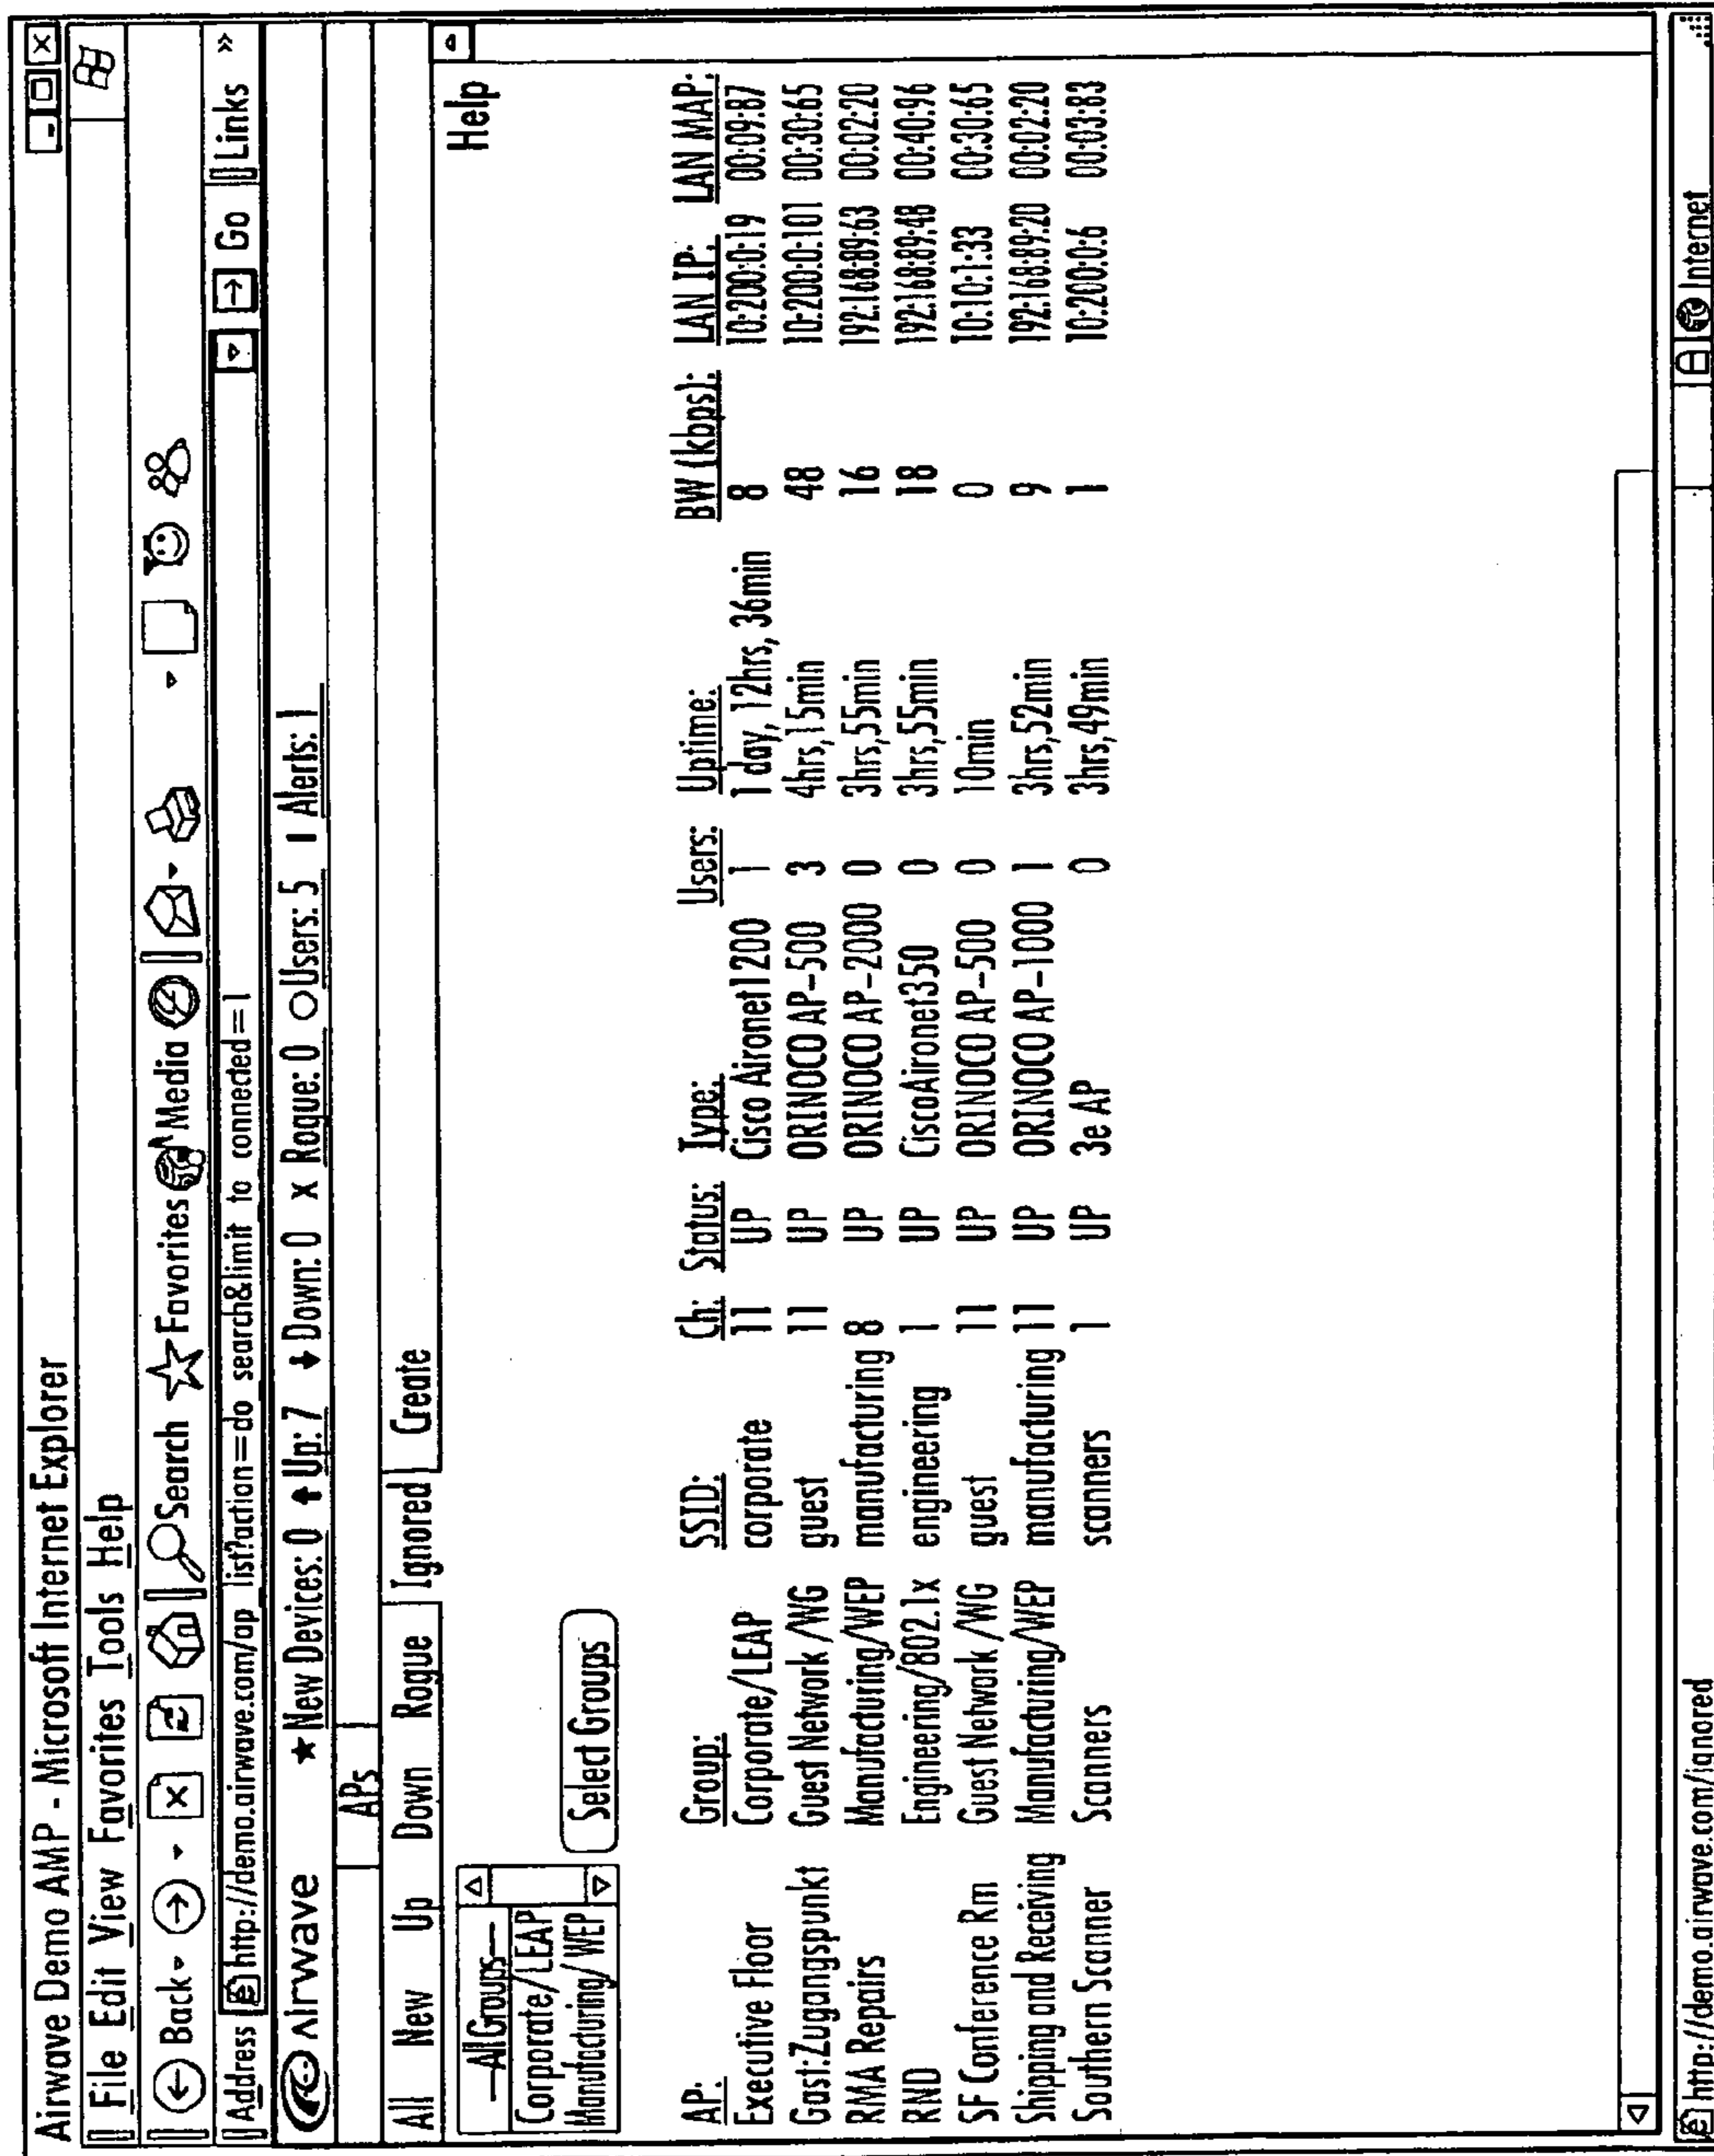 Airwave Demo AMP - Microsoft Internet Explorer
File Edit View Favorites Tools Help
Back Search Favorites Media
Address http://demo.airwave.com/ap_list?action=do search&limit to connected=1 Go Links »
Airwave ★New Devices: 0 Up: 7 Down: 0 x Rogue: 0 Users: 5 Alerts: 1
APs
All New Up Down Rogue Ignored Create
Help
—AllGroups—
Corporate/LEAP
Manufacturing/WEP
Select Groups
AP: Group: SSID: Ch: Status: Type: Users: Uptime: BW (kbps): LAN IP: LAN MAP:
Executive Floor Corporate/LEAP corporate 11 UP Cisco Aironet1200 1 1 day, 12hrs, 36min 8 10:200:0:19 00:09:B7
Gast:Zugangspunkt Guest Network /WG guest 11 UP ORINOCO AP-500 3 4hrs,15min 48 10:200:0:101 00:30:65
RMA Repairs Manufacturing/WEP manufacturing 8 UP ORINOCO AP-2000 0 3hrs,55min 16 192:168:89:63 00:02:20
RND Engineering/802.1x engineering 1 UP CiscoAironet350 0 3hrs,55min 18 192:168:89:48 00:40:96
SF Conference Rm Guest Network /WG guest 11 UP ORINOCO AP-500 0 10min 0 10:10:1:33 00:30:65
Shipping and Receiving Manufacturing/WEP manufacturing 11 UP ORINOCO AP-1000 1 3hrs,52min 9 192:168:89:20 00:02:20
Southern Scanner Scanners scanners 1 UP 3e AP 0 3hrs,49min 1 10:200:0:6 00:03:83
http://demo.airwave.com/ignored Internet